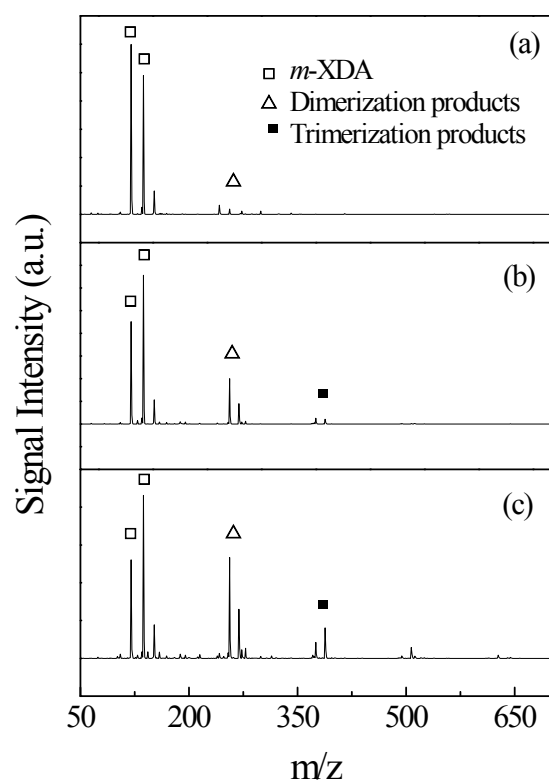 (a)
m-XDA
Dimerization products
Trimerization products
(b)
(c)
Signal Intensity (a.u.)
50 200 350 500 650
m/z